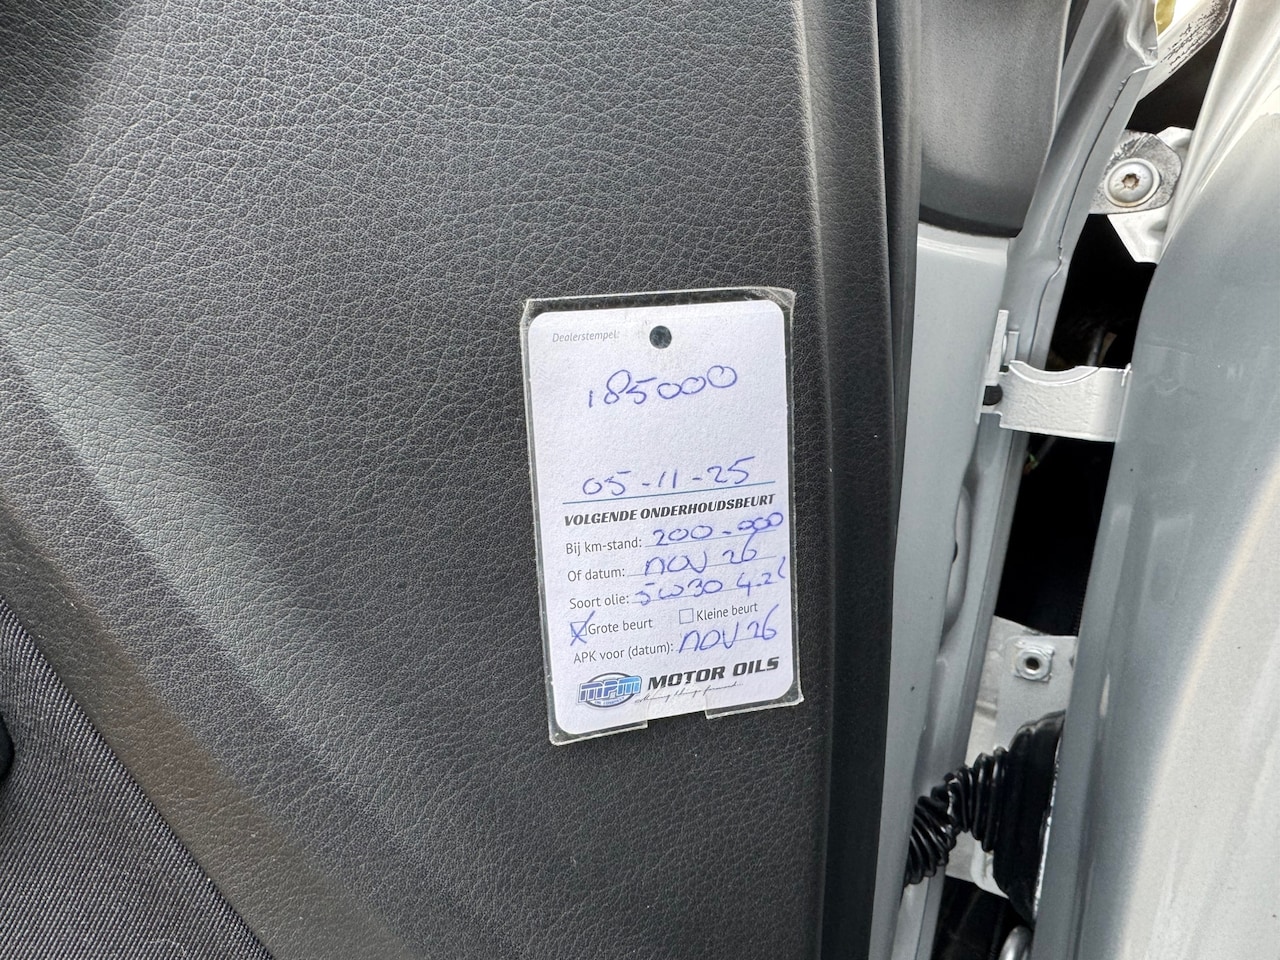 Dealerstempel:
185000
05-11-25
VOLGENDE ONDERHOUDSBEURT
Bij km-stand: 200.000
Of datum: nov 26
Soort olie: 5W30 4.2L
Grote beurt Kleine beurt
APK voor (datum): nov 26
MPM MOTOR OILS